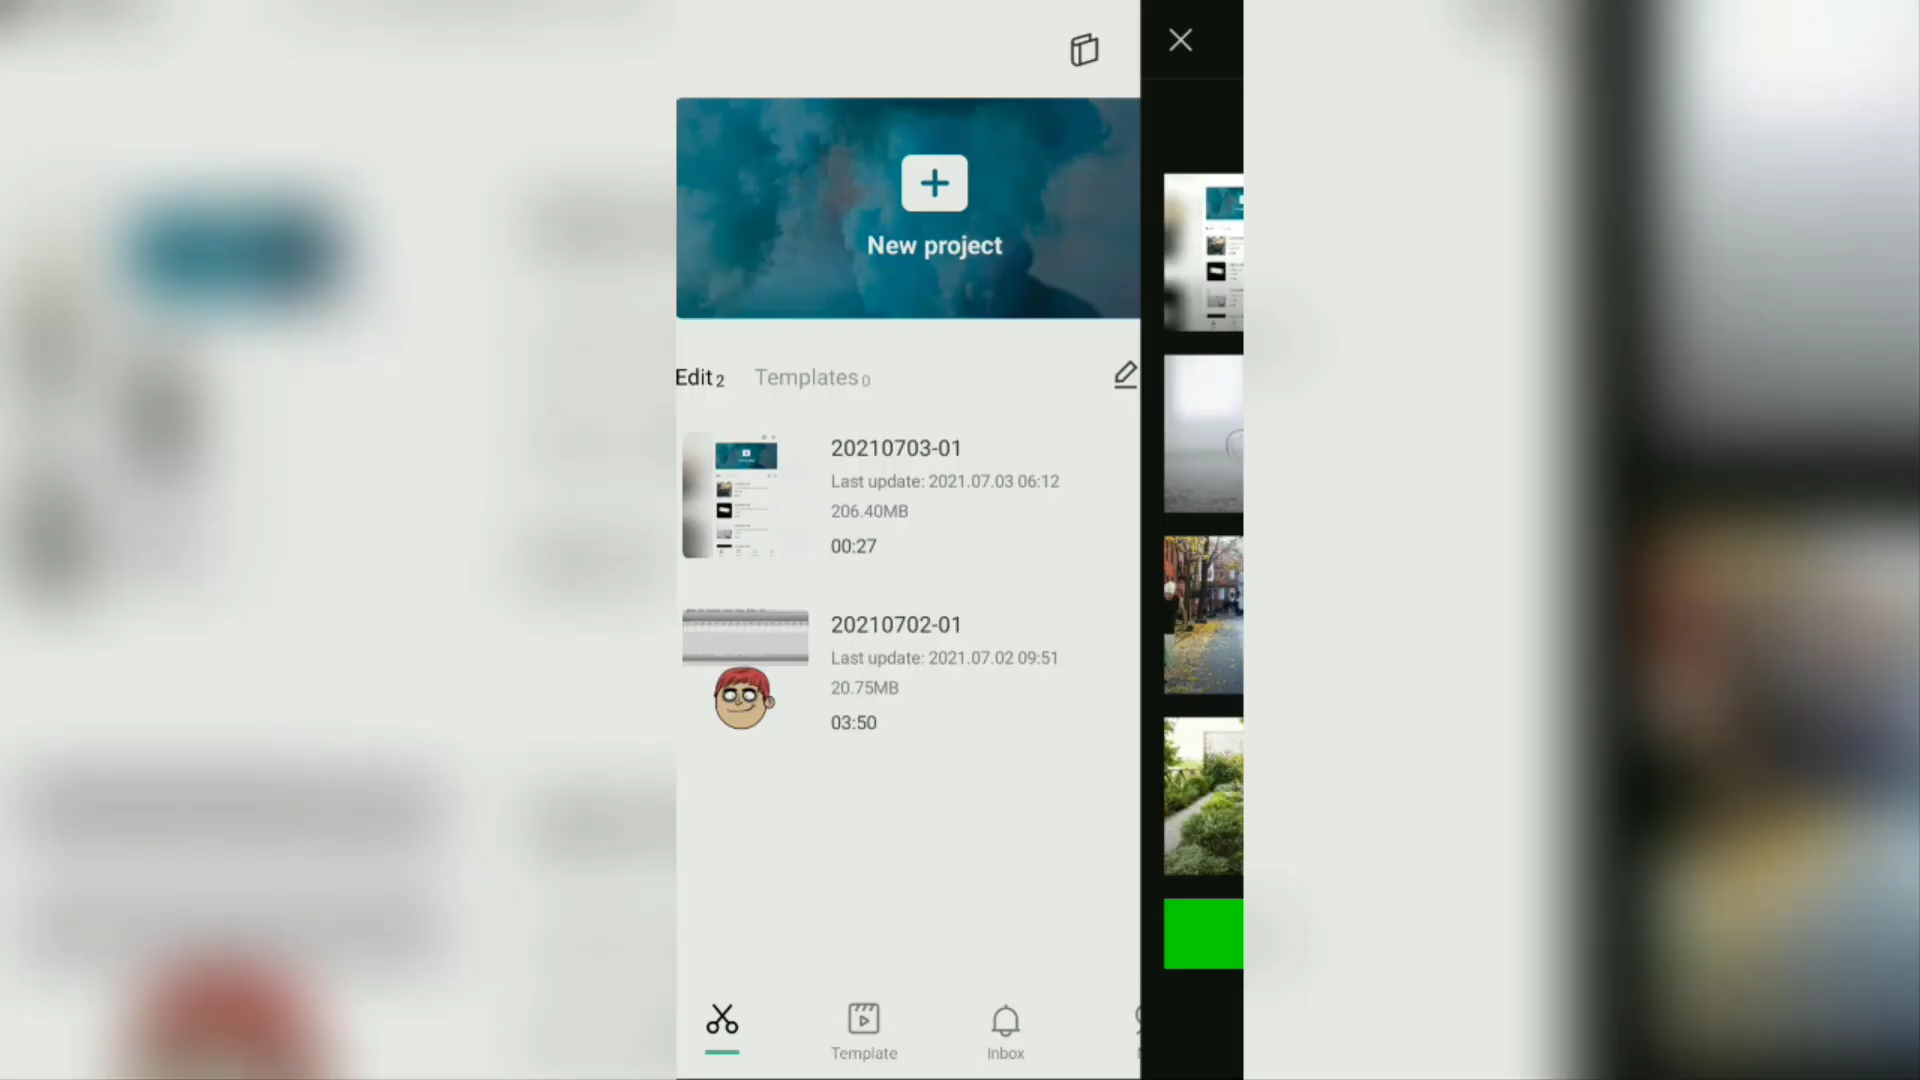 New project
Edit 2
Templates 0
20210703-01
Last update: 2021.07.03 06:12
206.40MB
00:27
20210702-01
Last update: 2021.07.02 09:51
20.75MB
03:50
Template
Inbox